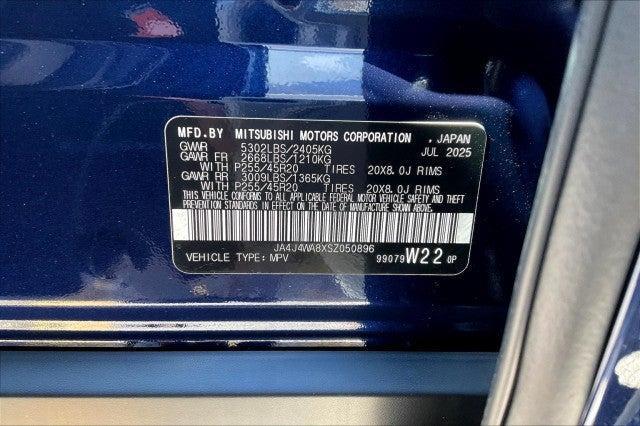 MFD.BY MITSUBISHI MOTORS CORPORATION , JAPAN
GVWR 5302LBS/2405KG JUL 2025
GAWR FR 2668LBS/1210KG
WITH P255/45R20 TIRES 20X8.0J RIMS
GAWR RR 3009LBS/1365KG
WITH P255/45R20 TIRES 20X8.0J RIMS
THIS VEHICLE CONFORMS TO ALL APPLICABLE FEDERAL MOTOR VEHICLE SAFETY AND THEFT
PREVENTION STANDARDS IN EFFECT ON THE DATE OF MANUFACTURE SHOWN ABOVE.
JA4J4WA8XSZ050896
VEHICLE TYPE: MPV 99079 W22 0P